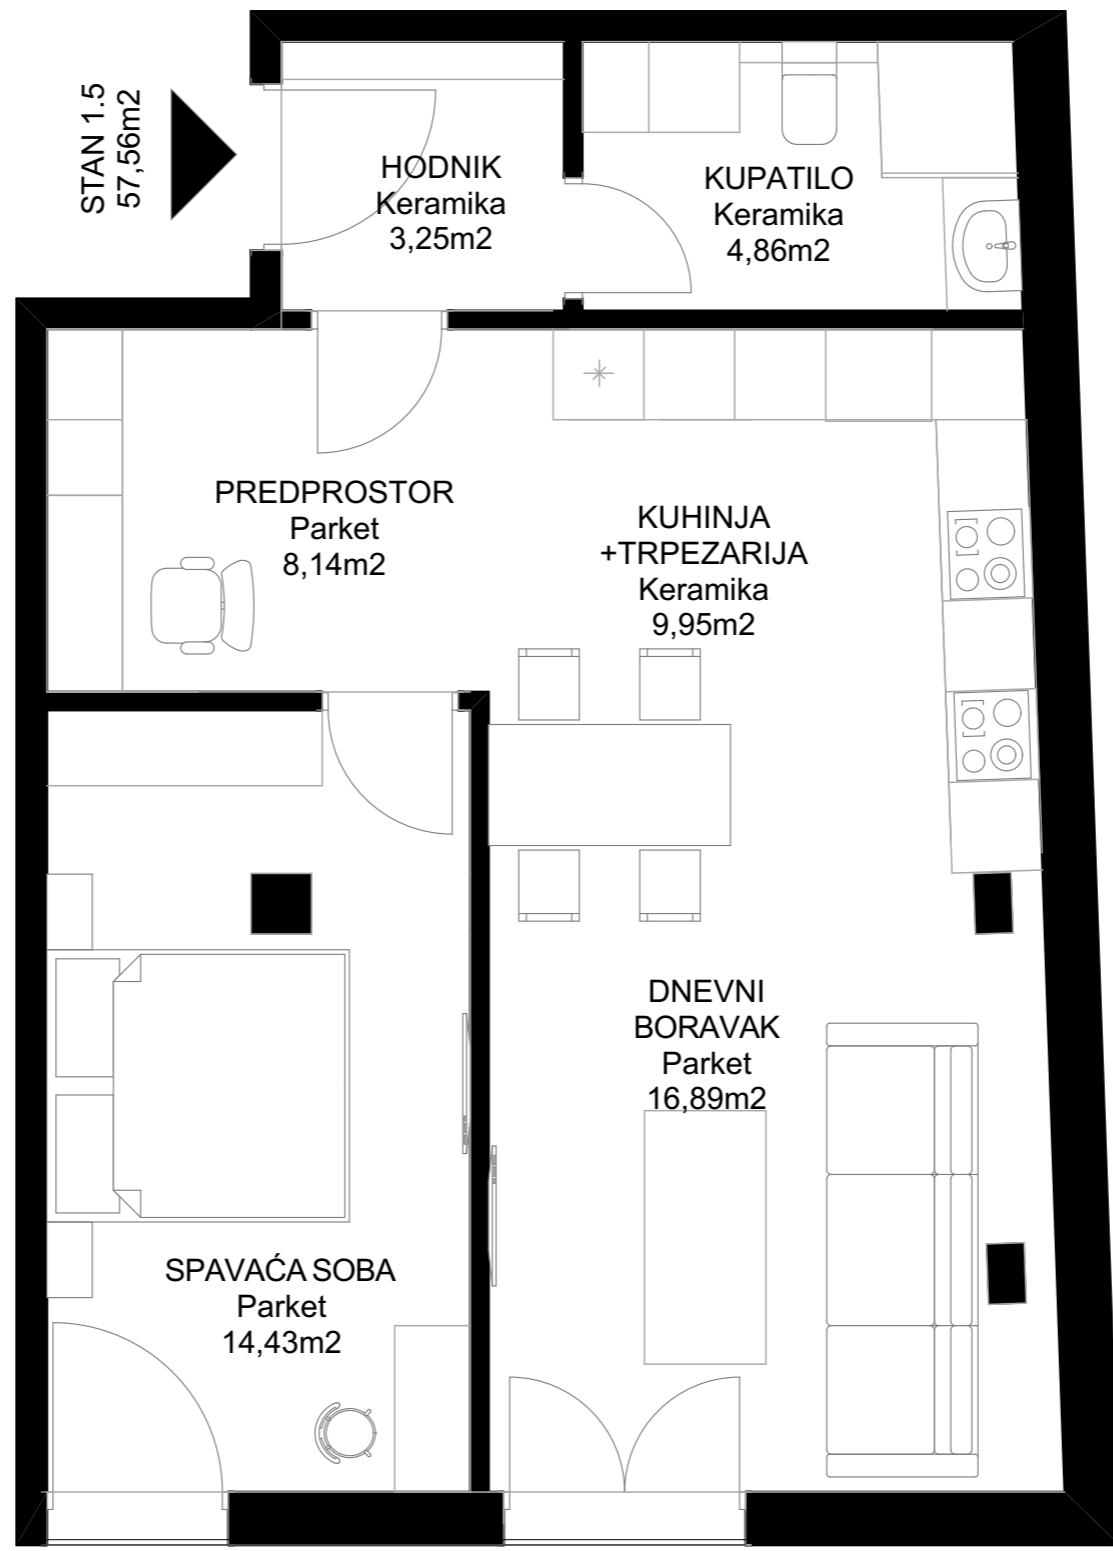 STAN 1.5
57,56m2
HODNIK
Keramika
3,25m2
KUPATILO
Keramika
4,86m2
PREDPROSTOR
Parket
8,14m2
KUHINJA
+TRPEZARIJA
Keramika
9,95m2
DNEVNI
BORAVAK
Parket
16,89m2
SPAVAĆA SOBA
Parket
14,43m2